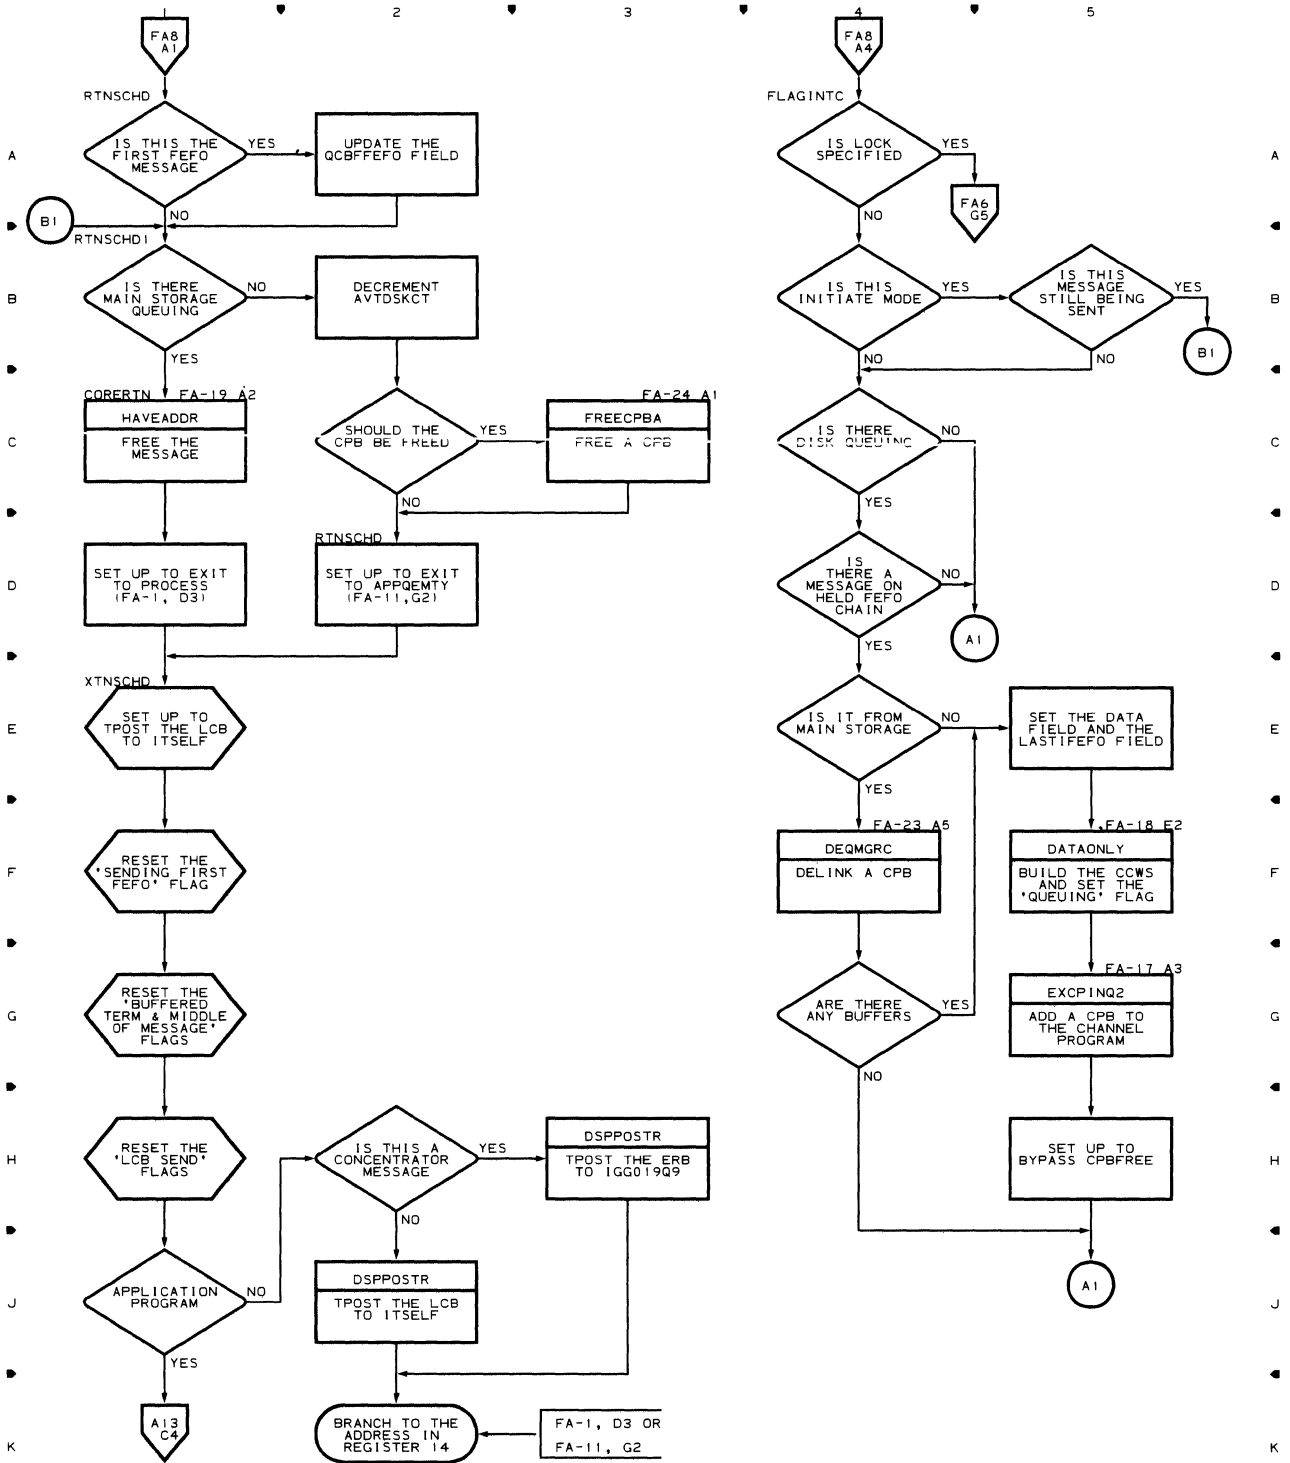 1
2
3
4
5
FA8
A1
RTNSCHD
A
IS THIS THE
FIRST FEFO
MESSAGE
YES
NO
UPDATE THE
QCBFFEFO FIELD
B1
RTNSCHD1
B
IS THERE
MAIN STORAGE
QUEUING
NO
YES
DECREMENT
AVTDSKCT
CORERTN FA-19 A2
C
HAVEADDR
FREE THE
MESSAGE
SHOULD THE
CPB BE FREED
YES
NO
FA-24 A1
FREECPBA
FREE A CPB
D
SET UP TO EXIT
TO PROCESS
(FA-1, D3)
RTNSCHD
SET UP TO EXIT
TO APPQEMTY
(FA-11,G2)
XTNSCHD
E
SET UP TO
TPOST THE LCB
TO ITSELF
F
RESET THE
'SENDING FIRST
FEFO' FLAG
G
RESET THE
'BUFFERED
TERM & MIDDLE
OF MESSAGE'
FLAGS
H
RESET THE
'LCB SEND'
FLAGS
IS THIS A
CONCENTRATOR
MESSAGE
YES
NO
DSPPOSTR
TPOST THE ERB
TO IGG019Q9
J
APPLICATION
PROGRAM
NO
YES
DSPPOSTR
TPOST THE LCB
TO ITSELF
K
A13
C4
BRANCH TO THE
ADDRESS IN
REGISTER 14
FA-1, D3 OR
FA-11, G2
FA8
A4
FLAGINTC
IS LOCK
SPECIFIED
YES
NO
A
FA6
G5
IS THIS
INITIATE MODE
YES
NO
IS THIS
MESSAGE
STILL BEING
SENT
YES
NO
B
B1
IS THERE
DISK QUEUING
NO
YES
C
IS
THERE A
MESSAGE ON
HELD FEFO
CHAIN
NO
YES
D
A1
IS IT FROM
MAIN STORAGE
NO
YES
SET THE DATA
FIELD AND THE
LASTIFEFO FIELD
E
FA-23 A5
DEQMGRC
DELINK A CPB
FA-18 E2
DATAONLY
BUILD THE CCWS
AND SET THE
'QUEUING' FLAG
F
ARE THERE
ANY BUFFERS
YES
NO
FA-17 A3
EXCPINQ2
ADD A CPB TO
THE CHANNEL
PROGRAM
G
SET UP TO
BYPASS CPBFREE
H
A1
J
K